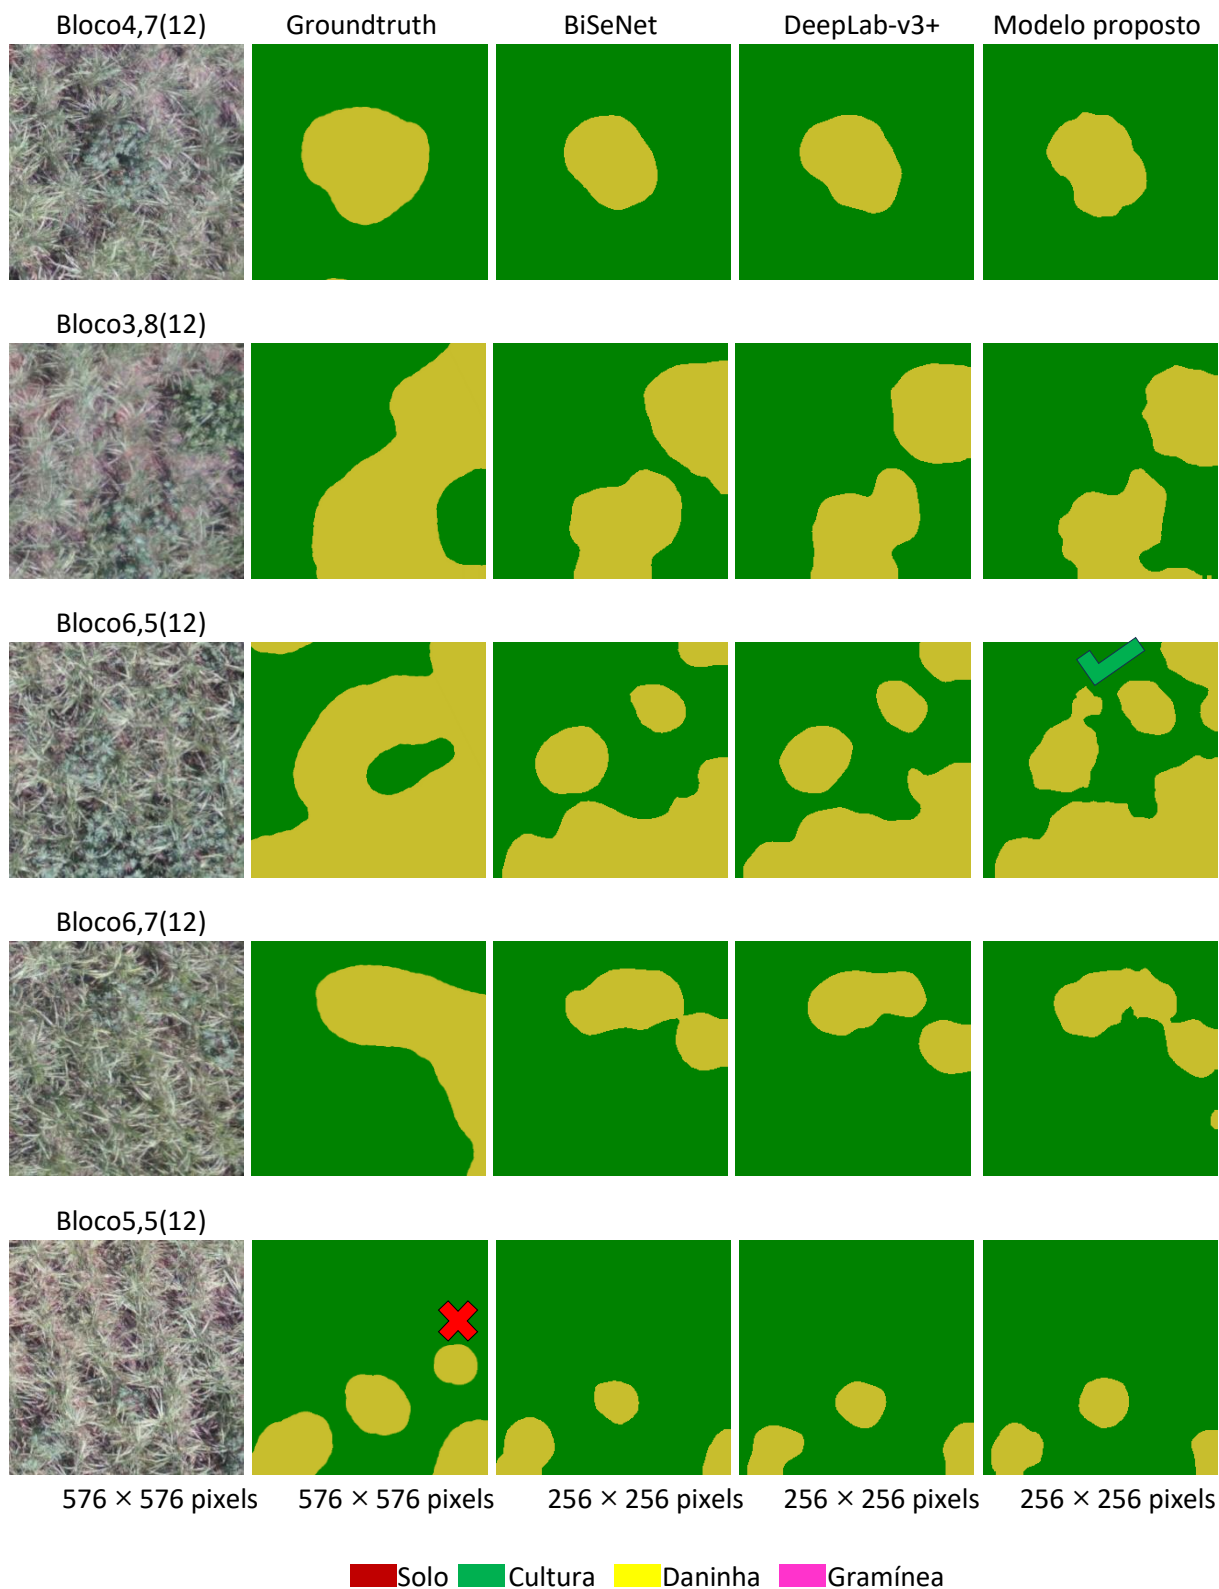 Bloco4,7(12) Groundtruth BiSeNet DeepLab-v3+ Modelo proposto
Bloco3,8(12)
Bloco6,5(12)
Bloco6,7(12)
Bloco5,5(12)
576 × 576 pixels 576 × 576 pixels 256 × 256 pixels 256 × 256 pixels 256 × 256 pixels
Solo Cultura Daninha Gramínea